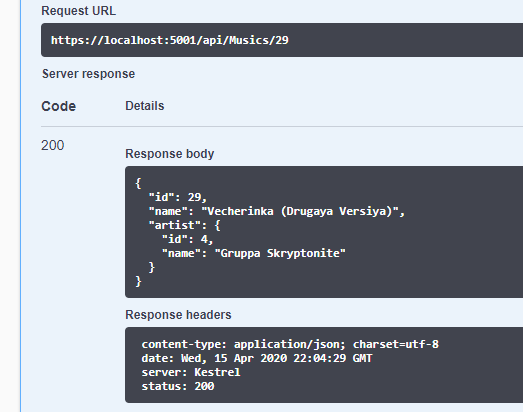 Request URL
https://localhost:5001/api/Musics/29
Server response
Code Details
200
Response body
{
"id": 29,
"name": "Vecherinka (Drugaya Versiya)",
"artist": {
"id": 4,
"name": "Gruppa Skryptonite"
}
}
Response headers
content-type: application/json; charset=utf-8
date: Wed, 15 Apr 2020 22:04:29 GMT
server: Kestrel
status: 200